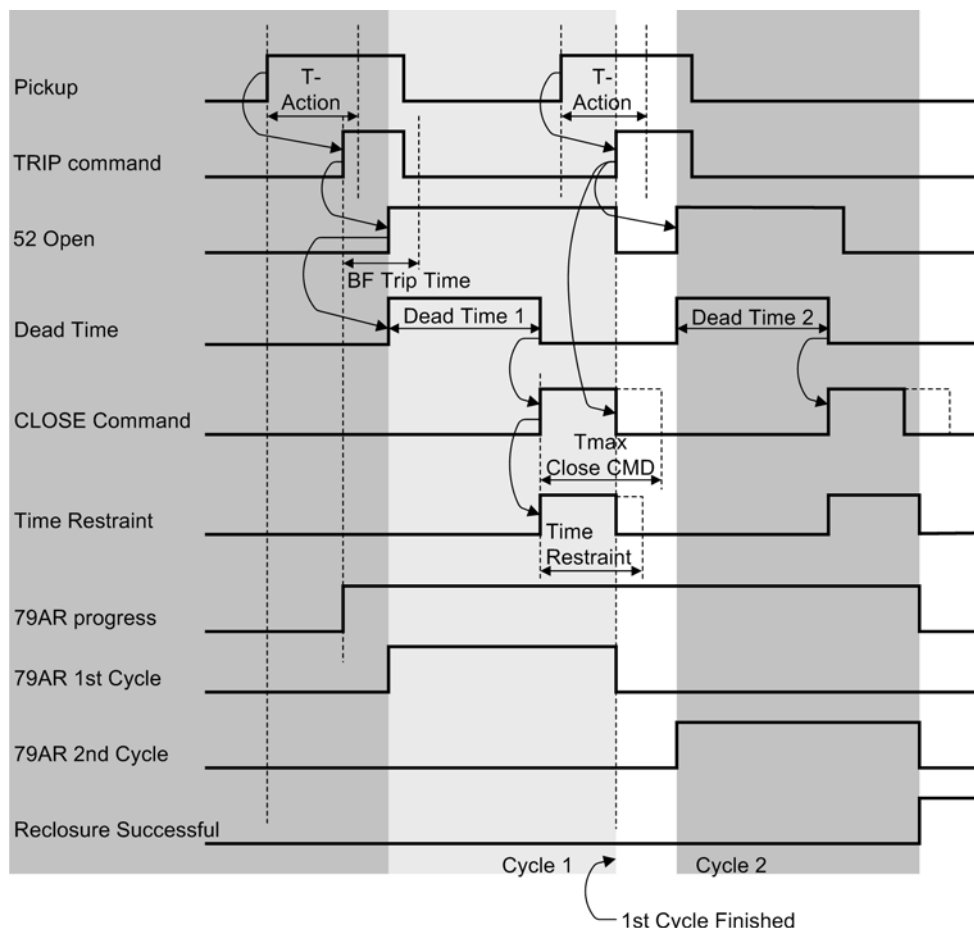 Pickup
T-
Action
T-
Action
TRIP command
52 Open
BF Trip Time
Dead Time
Dead Time 1
Dead Time 2
CLOSE Command
Tmax
Close CMD
Time Restraint
Time
Restraint
79AR progress
79AR 1st Cycle
79AR 2nd Cycle
Reclosure Successful
Cycle 1
Cycle 2
1st Cycle Finished